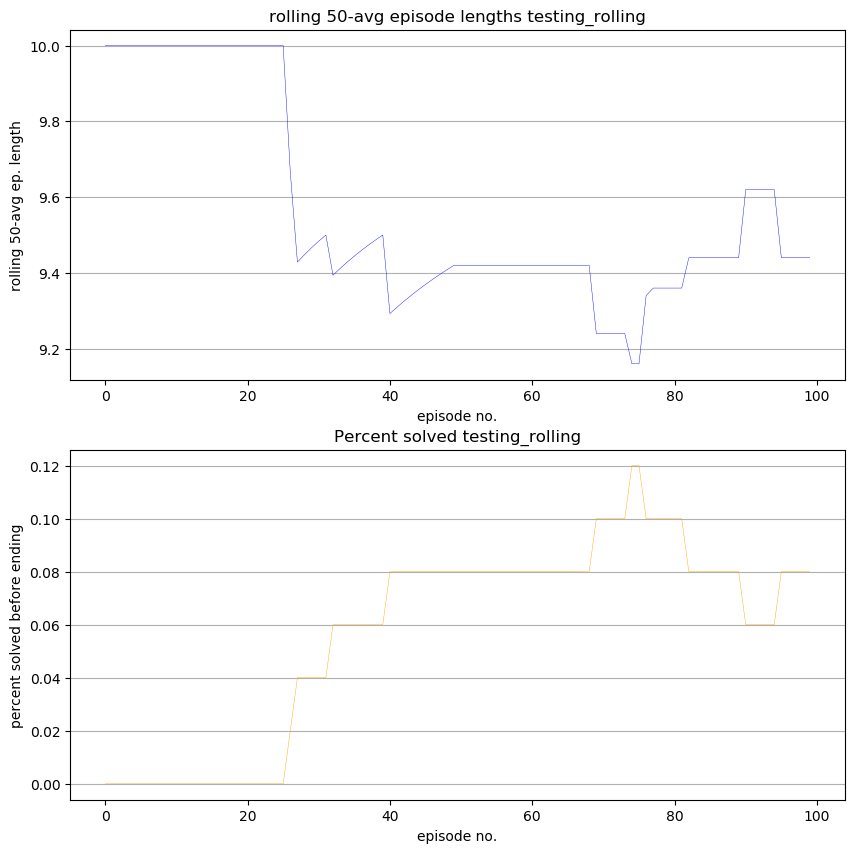 rolling 50-avg episode lengths testing_rolling
10.0
9.8
9.6
9.4
9.2
rolling 50-avg ep. length
0 20 40 60 80 100
episode no.
Percent solved testing_rolling
0.12
0.10
0.08
0.06
0.04
0.02
0.00
percent solved before ending
0 20 40 60 80 100
episode no.